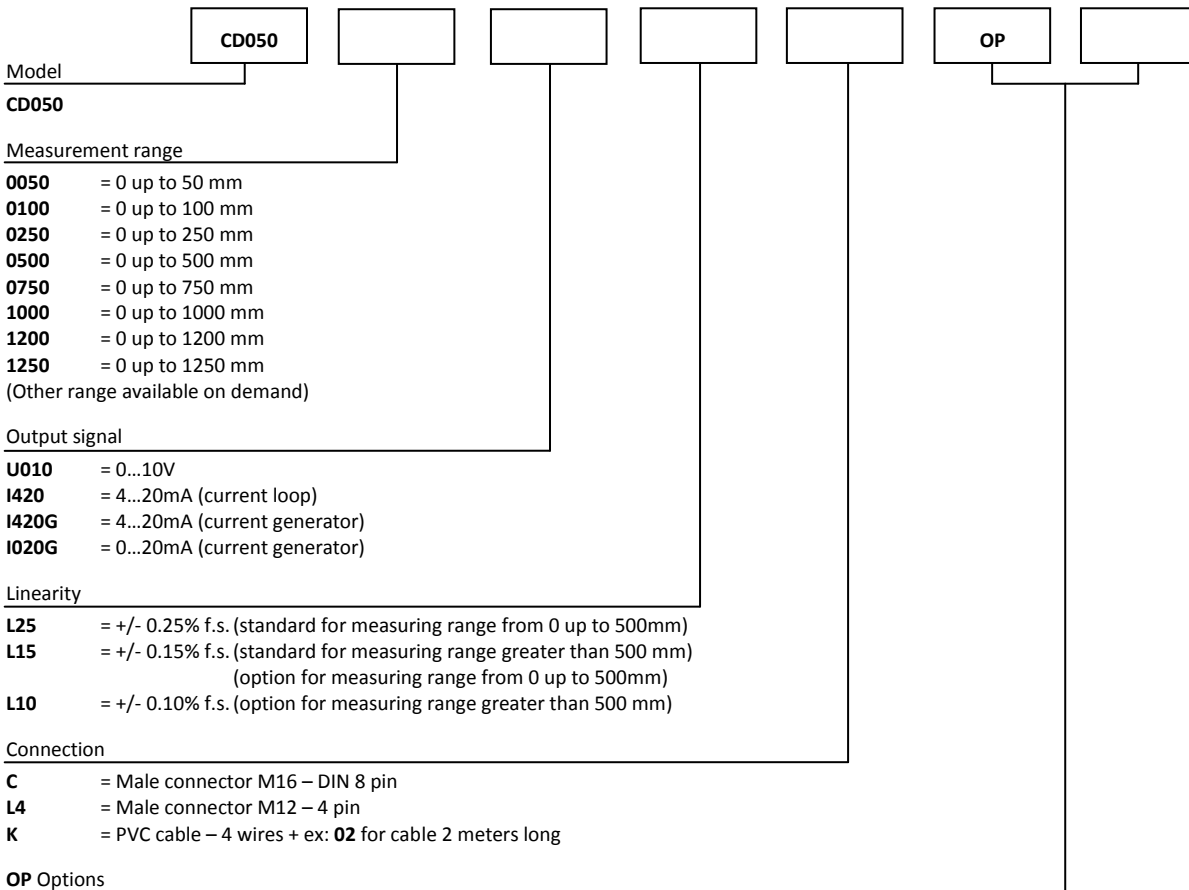 CD050 OP
Model
CD050
Measurement range
0050 = 0 up to 50 mm
0100 = 0 up to 100 mm
0250 = 0 up to 250 mm
0500 = 0 up to 500 mm
0750 = 0 up to 750 mm
1000 = 0 up to 1000 mm
1200 = 0 up to 1200 mm
1250 = 0 up to 1250 mm
(Other range available on demand)
Output signal
U010 = 0…10V
I420 = 4…20mA (current loop)
I420G = 4…20mA (current generator)
I020G = 0…20mA (current generator)
Linearity
L25 = +/- 0.25% f.s. (standard for measuring range from 0 up to 500mm)
L15 = +/- 0.15% f.s. (standard for measuring range greater than 500 mm)
(option for measuring range from 0 up to 500mm)
L10 = +/- 0.10% f.s. (option for measuring range greater than 500 mm)
Connection
C = Male connector M16 – DIN 8 pin
L4 = Male connector M12 – 4 pin
K = PVC cable – 4 wires + ex: 02 for cable 2 meters long
OP Options